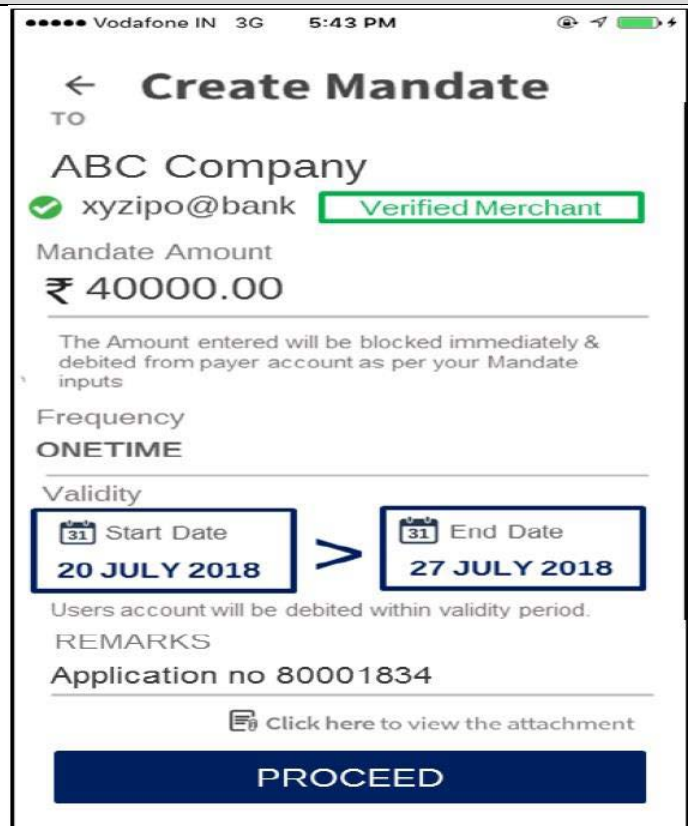 Vodafone IN 3G 5:43 PM
← Create Mandate
TO
ABC Company
xyzipo@bank Verified Merchant
Mandate Amount
₹ 40000.00
The Amount entered will be blocked immediately &
debited from payer account as per your Mandate
inputs
Frequency
ONETIME
Validity
31 Start Date > 31 End Date
20 JULY 2018 27 JULY 2018
Users account will be debited within validity period.
REMARKS
Application no 80001834
Click here to view the attachment
PROCEED